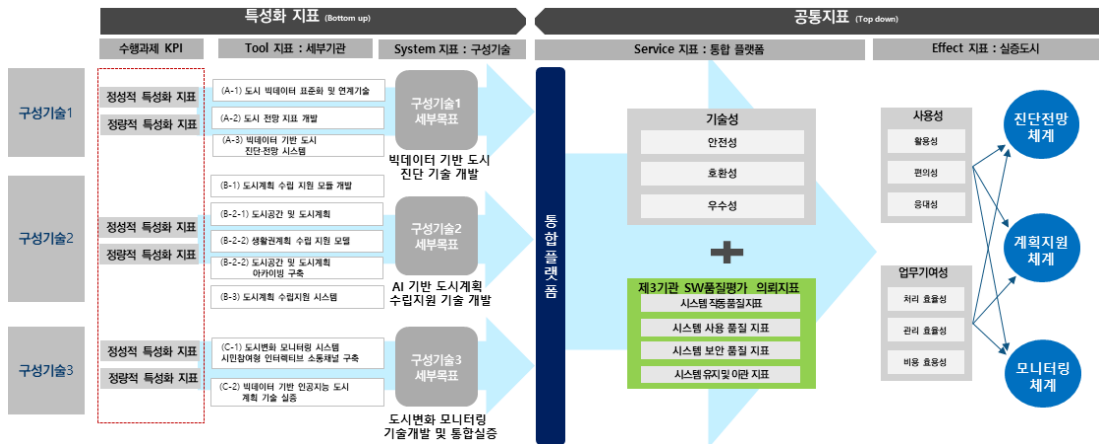 특성화 지표 (Bottom up)
공통지표 (Top down)
수행과제 KPI
Tool 지표 : 세부기관
System 지표 : 구성기술
Service 지표 : 통합 플랫폼
Effect 지표 : 실증도시
구성기술1
정성적 특성화 지표
정량적 특성화 지표
(A-1) 도시 빅데이터 표준화 및 연계기술
(A-2) 도시 전망 지표 개발
(A-3) 빅데이터 기반 도시
진단·전망 시스템
구성기술1
세부목표
빅데이터 기반 도시
진단 기술 개발
구성기술2
정성적 특성화 지표
정량적 특성화 지표
(B-1) 도시계획 수립 지원 모듈 개발
(B-2-1) 도시공간 및 도시계획
(B-2-2) 생활권계획 수립 지원 모델
(B-2-2) 도시공간 및 도시계획
아카이빙 구축
(B-3) 도시계획 수립지원 시스템
구성기술2
세부목표
AI 기반 도시계획
수립지원 기술 개발
구성기술3
정성적 특성화 지표
정량적 특성화 지표
(C-1) 도시변화 모니터링 시스템
시민참여형 인터렉티브 소통채널 구축
(C-2) 빅데이터 기반 인공지능 도시
계획 기술 실증
구성기술3
세부목표
도시변화 모니터링
기술개발 및 통합실증
통합플랫폼
기술성
안전성
호환성
우수성
제3기관 SW품질평가 의뢰지표
시스템 작동 품질지표
시스템 사용 품질 지표
시스템 보안 품질 지표
시스템 유지 및 이관 지표
사용성
활용성
편의성
응대성
업무기여성
처리 효율성
관리 효율성
비용 효용성
진단전망
체계
계획지원
체계
모니터링
체계